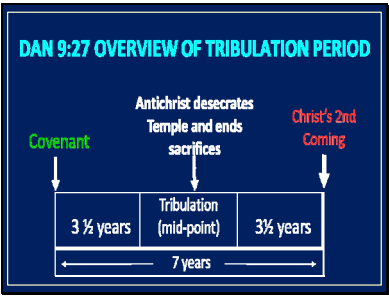 DAN 9:27 OVERVIEW OF TRIBULATION PERIOD
Antichrist desecrates
Temple and ends
sacrifices
Covenant
Christ's 2nd
Coming
3 ½ years
Tribulation
(mid-point)
3½ years
7 years